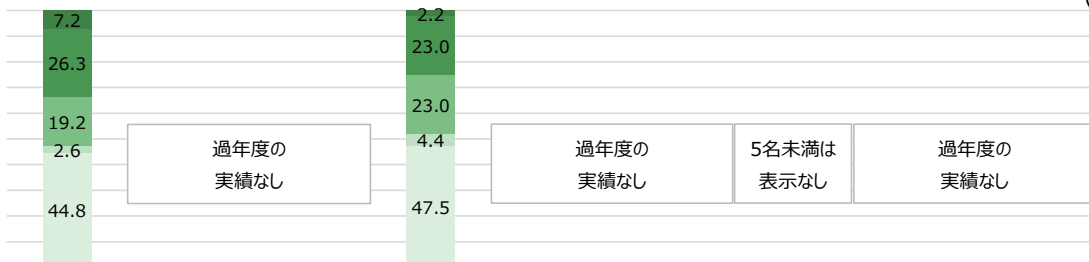 7.2
26.3
19.2
2.6
44.8
過年度の
実績なし
2.2
23.0
23.0
4.4
47.5
過年度の
実績なし
5名未満は
表示なし
過年度の
実績なし